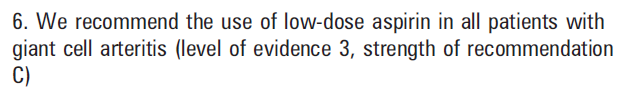 6. We recommend the use of low-dose aspirin in all patients with
giant cell arteritis (level of evidence 3, strength of recommendation
C)